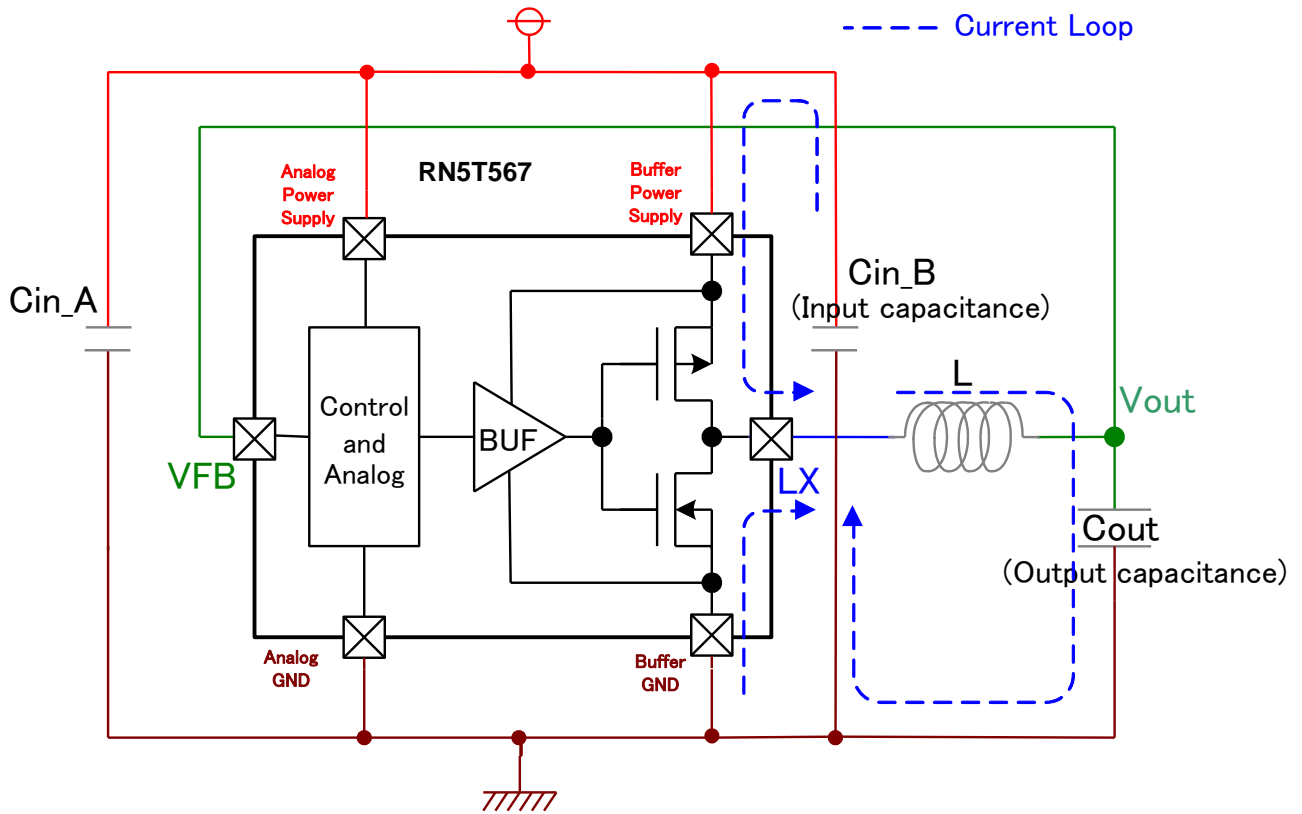 Current Loop
RN5T567
Analog
Power
Supply
Buffer
Power
Supply
Cin_A
Cin_B
(Input capacitance)
Control
and
Analog
BUF
L
Vout
VFB
LX
Cout
(Output capacitance)
Analog
GND
Buffer
GND